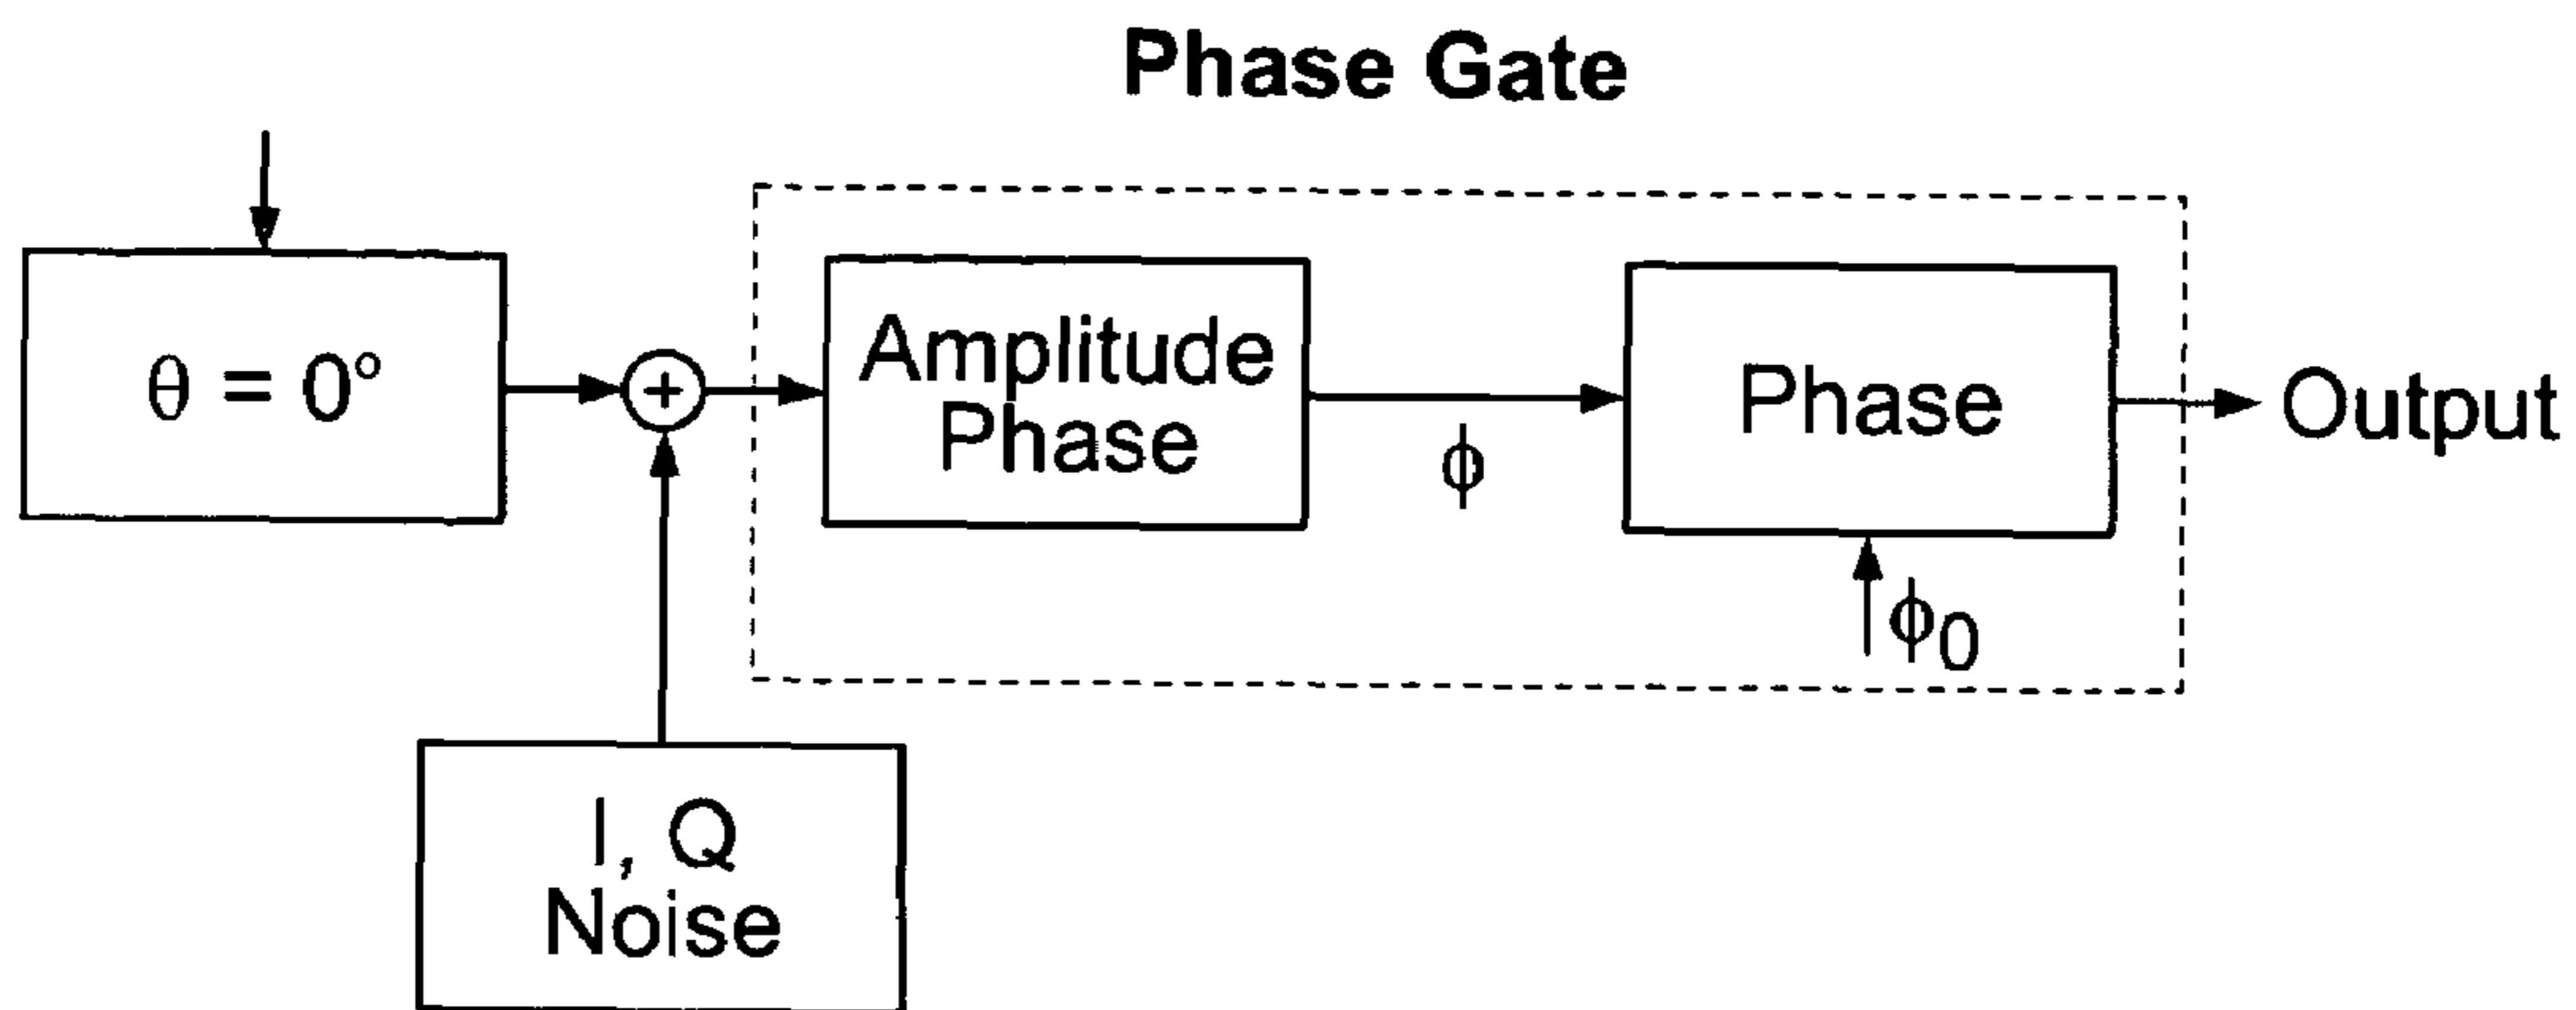 Phase Gate
θ = 0°
+
Amplitude
Phase
ϕ
Phase
ϕ0
Output
I, Q
Noise